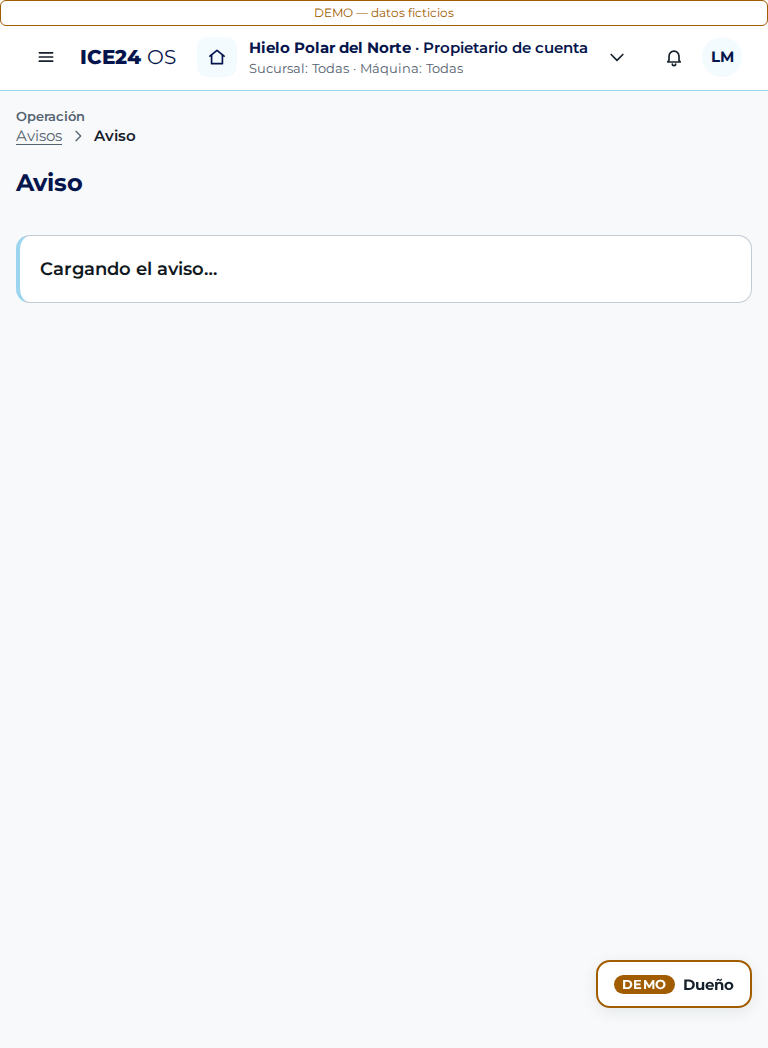 DEMO — datos ficticios
ICE24 OS
Hielo Polar del Norte · Propietario de cuenta
Sucursal: Todas · Máquina: Todas
LM
Operación
Avisos > Aviso
Aviso
Cargando el aviso...
DEMO Dueño